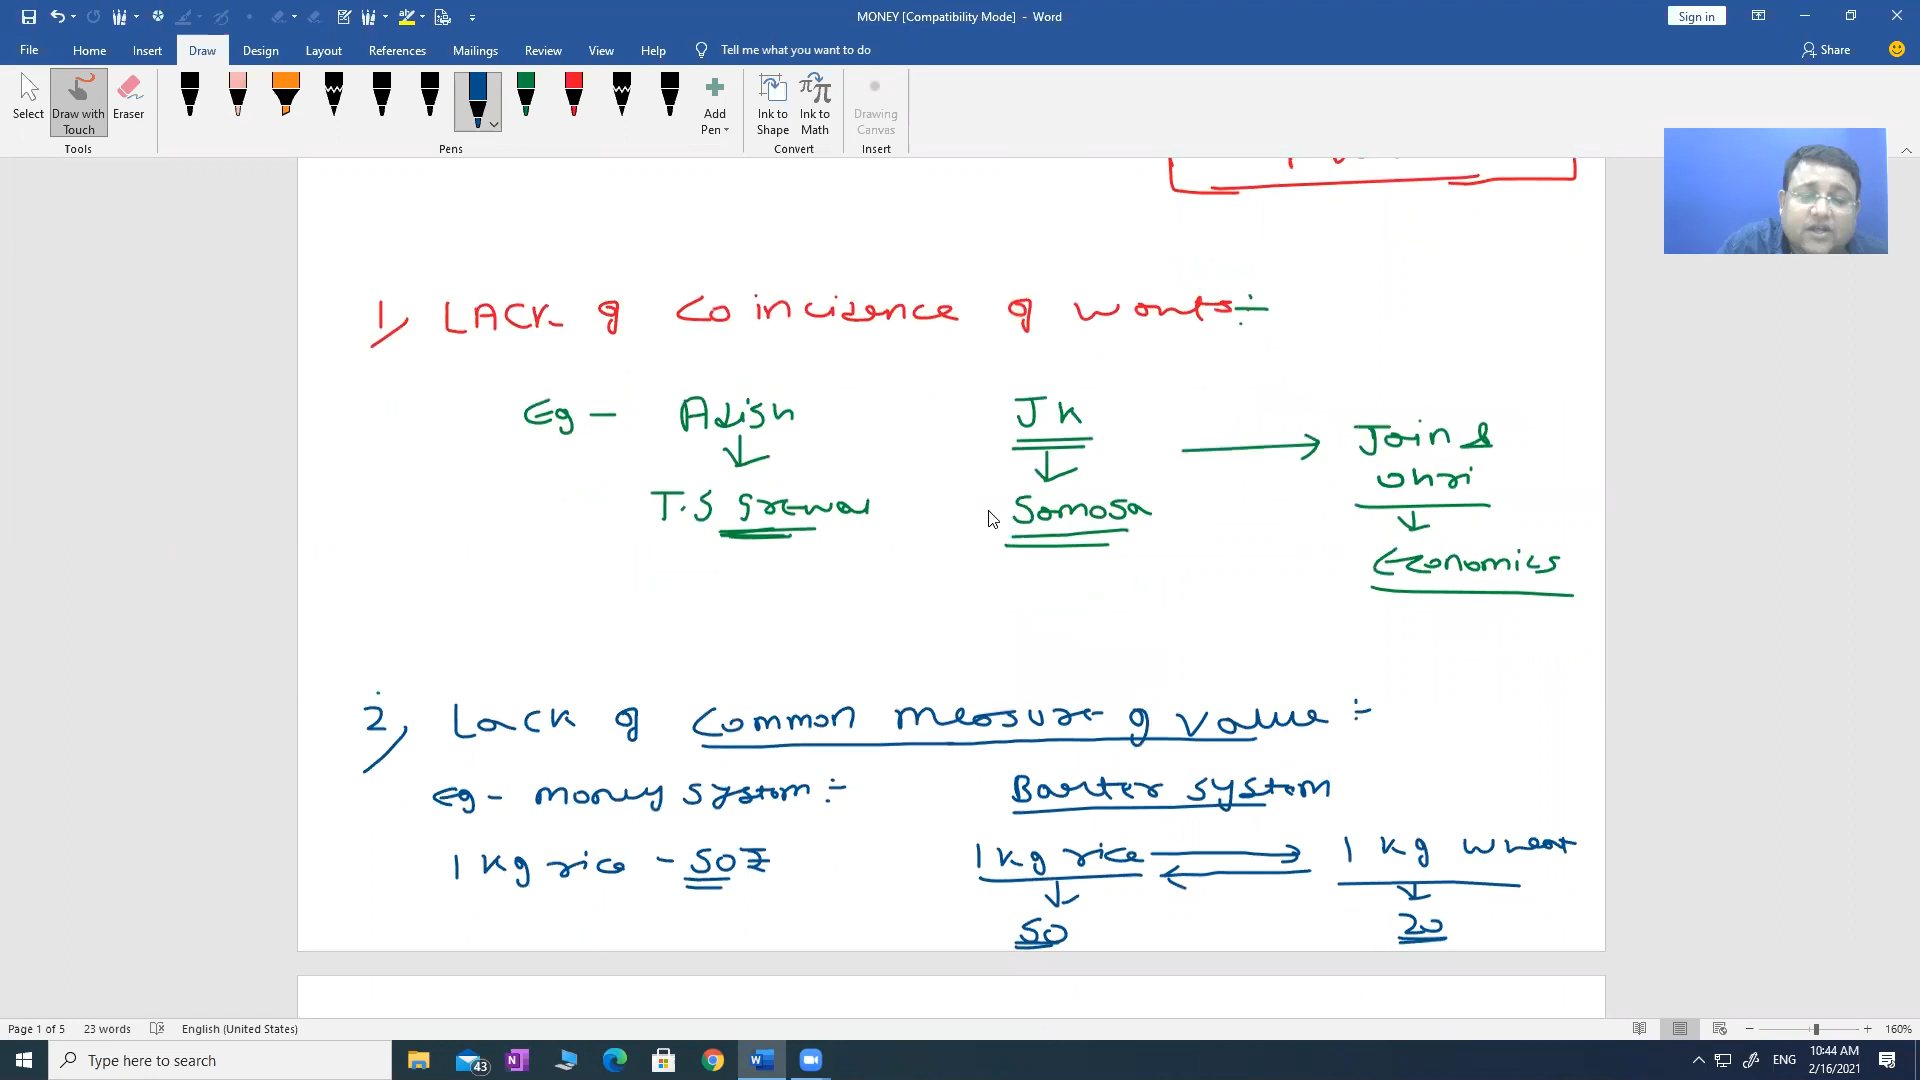 MONEY [Compatibility Mode] - Word
Sign in
File Home Insert Draw Design Layout References Mailings Review View Help Tell me what you want to do
Share
Select
Draw with Touch
Eraser
Add Pen
Ink to Shape
Ink to Math
Drawing Canvas
Tools
Pens
Convert
Insert
1, LACK of Coincidence of wants ÷
Eg - Adish JK Join &
ohri
T.S Grewal Somosa
Economics
2, Lack of Common measure of Value :-
Eg - money system :- Barter system
1 Kg rice - 50₹ 1 Kg rice 1 Kg wheat
50 20
Page 1 of 5 23 words English (United States)
160%
Type here to search
43
ENG
10:44 AM
2/16/2021